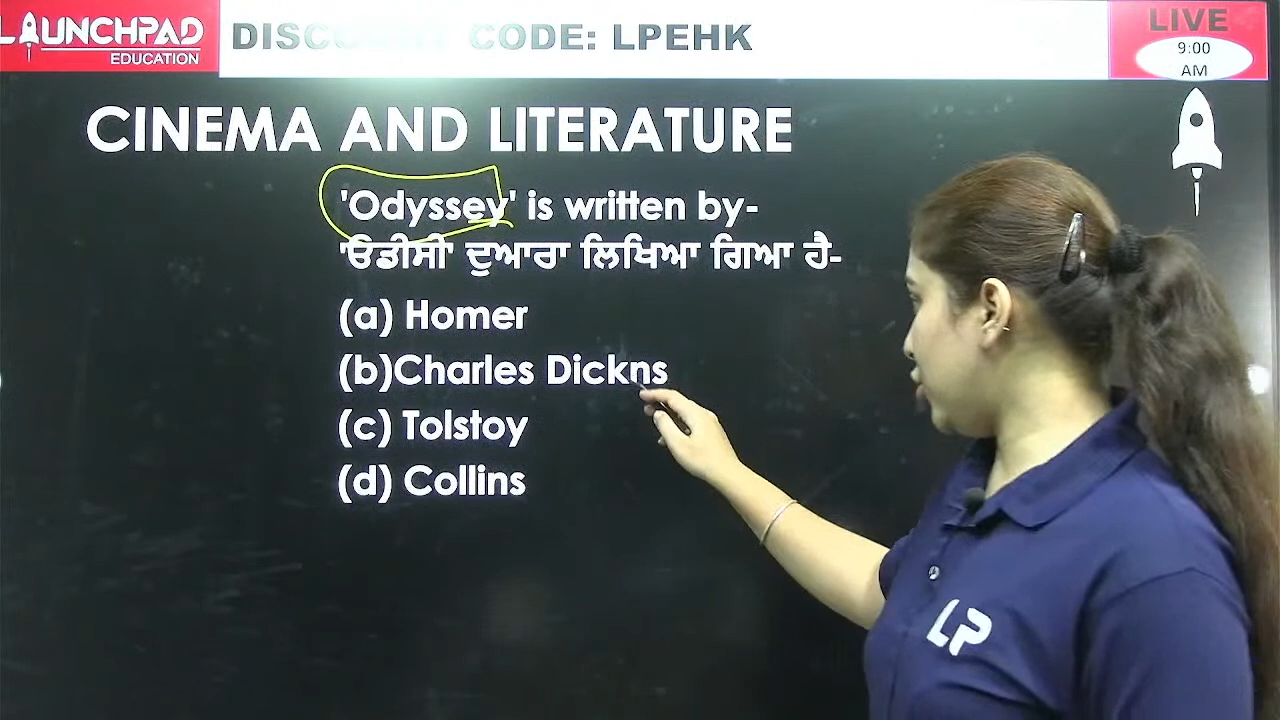 LAUNCHPAD
EDUCATION
DISCOUNT CODE: LPEHK
LIVE
9:00
AM
CINEMA AND LITERATURE
'Odyssey' is written by-
'ਓਡੀਸੀ' ਦੁਆਰਾ ਲਿਖਿਆ ਗਿਆ ਹੈ-
(a) Homer
(b)Charles Dickns
(c) Tolstoy
(d) Collins
LP